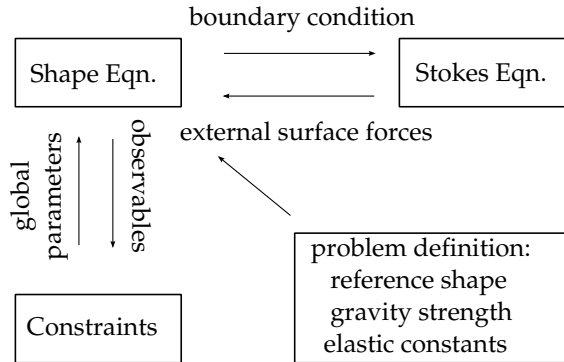 boundary condition
Shape Eqn.
Stokes Eqn.
external surface forces
global
parameters
observables
problem definition:
reference shape
gravity strength
elastic constants
Constraints